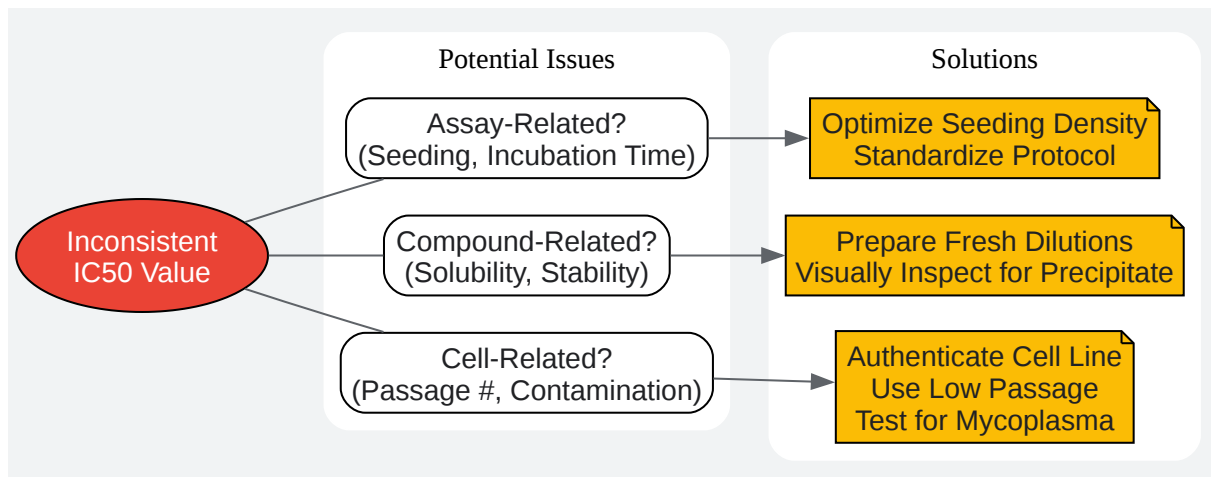 Potential Issues
Solutions
Assay-Related?
(Seeding, Incubation Time)
Optimize Seeding Density
Standardize Protocol
Inconsistent
IC50 Value
Compound-Related?
(Solubility, Stability)
Prepare Fresh Dilutions
Visually Inspect for Precipitate
Cell-Related?
(Passage #, Contamination)
Authenticate Cell Line
Use Low Passage
Test for Mycoplasma